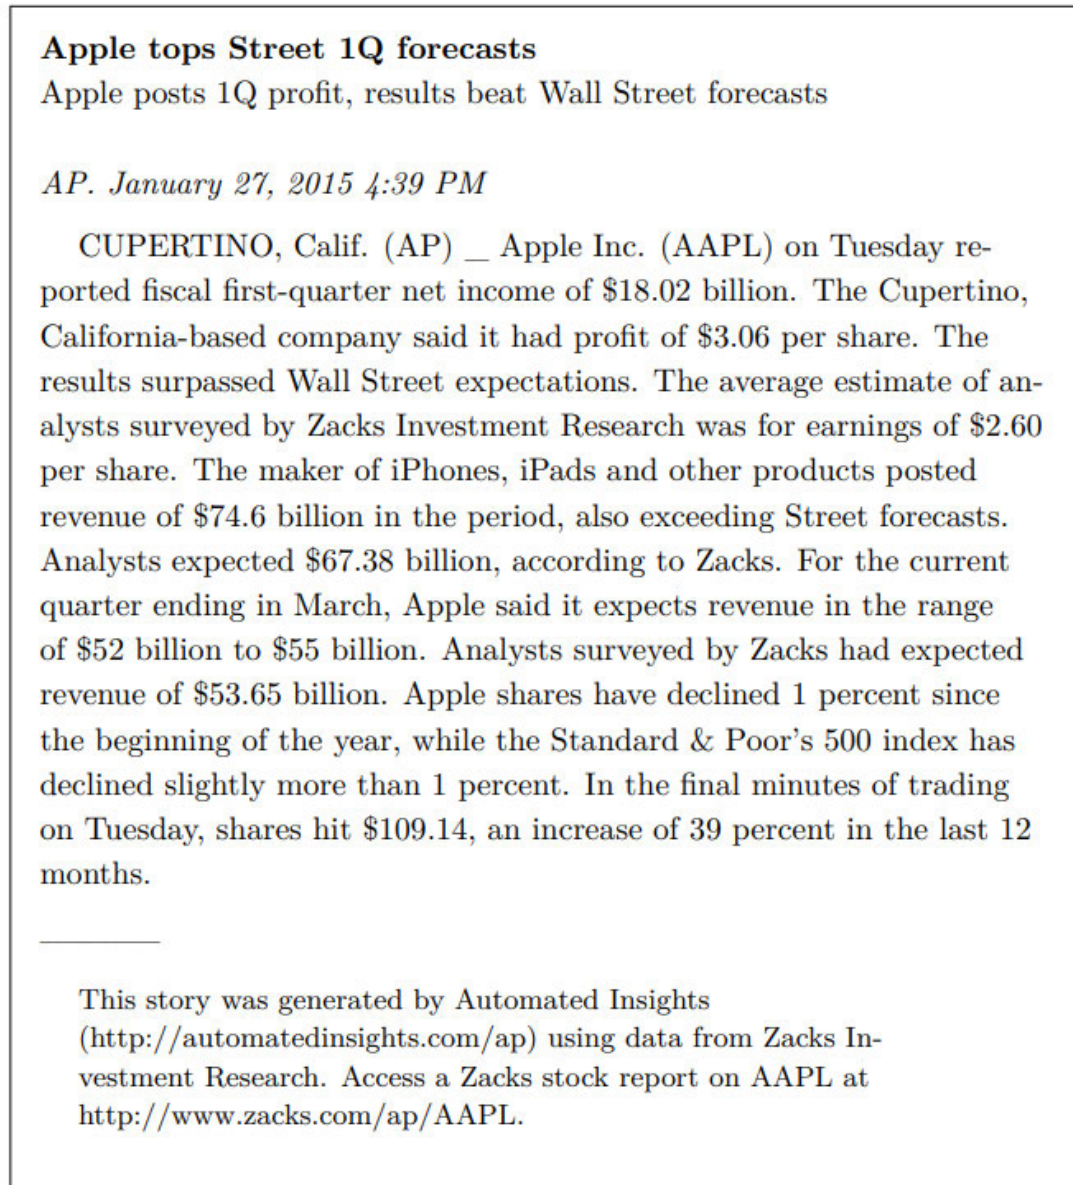 Apple tops Street 1Q forecasts
Apple posts 1Q profit, results beat Wall Street forecasts
AP. January 27, 2015 4:39 PM
CUPERTINO, Calif. (AP) _ Apple Inc. (AAPL) on Tuesday re-
ported fiscal first-quarter net income of $18.02 billion. The Cupertino,
California-based company said it had profit of $3.06 per share. The
results surpassed Wall Street expectations. The average estimate of an-
alysts surveyed by Zacks Investment Research was for earnings of $2.60
per share. The maker of iPhones, iPads and other products posted
revenue of $74.6 billion in the period, also exceeding Street forecasts.
Analysts expected $67.38 billion, according to Zacks. For the current
quarter ending in March, Apple said it expects revenue in the range
of $52 billion to $55 billion. Analysts surveyed by Zacks had expected
revenue of $53.65 billion. Apple shares have declined 1 percent since
the beginning of the year, while the Standard & Poor's 500 index has
declined slightly more than 1 percent. In the final minutes of trading
on Tuesday, shares hit $109.14, an increase of 39 percent in the last 12
months.
This story was generated by Automated Insights
(http://automatedinsights.com/ap) using data from Zacks In-
vestment Research. Access a Zacks stock report on AAPL at
http://www.zacks.com/ap/AAPL.